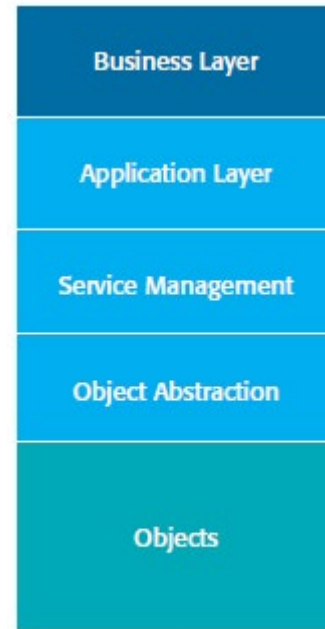 Business Layer
Application Layer
Service Management
Object Abstraction
Objects